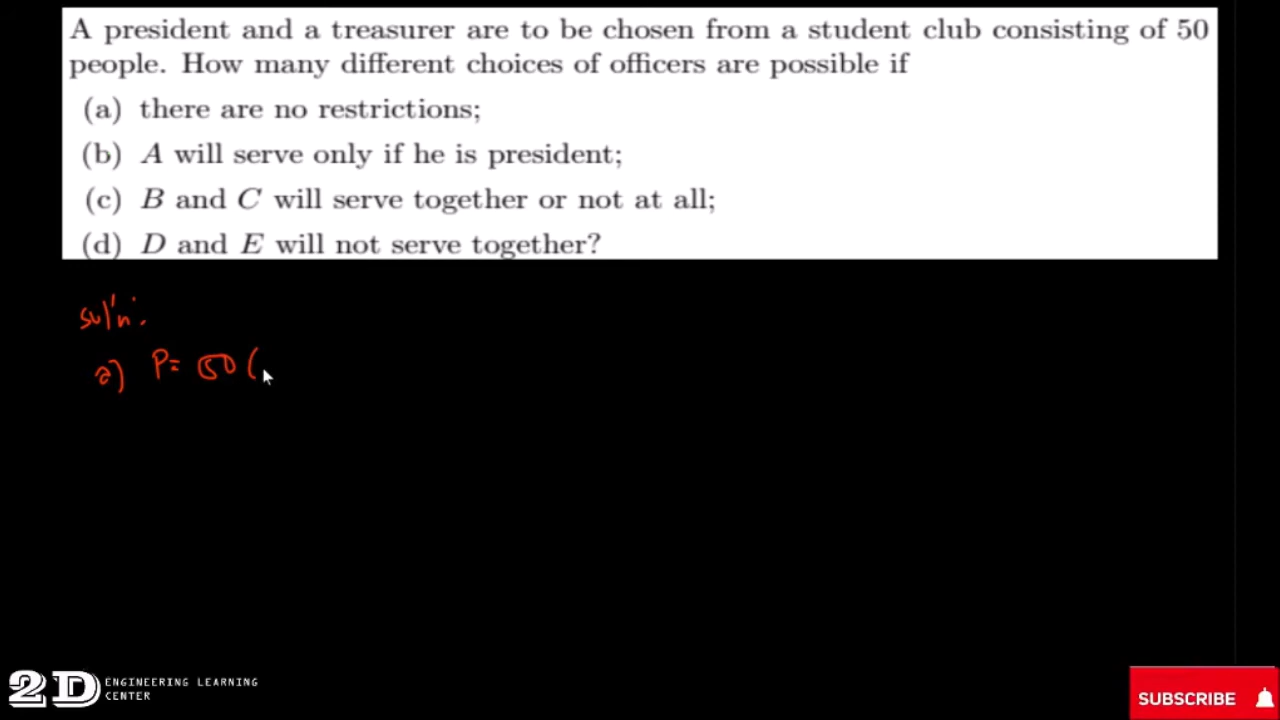 A president and a treasurer are to be chosen from a student club consisting of 50
people. How many different choices of officers are possible if
(a) there are no restrictions;
(b) A will serve only if he is president;
(c) B and C will serve together or not at all;
(d) D and E will not serve together?
sol'n:
a) P= 50 (
2D ENGINEERING LEARNING
CENTER
SUBSCRIBE